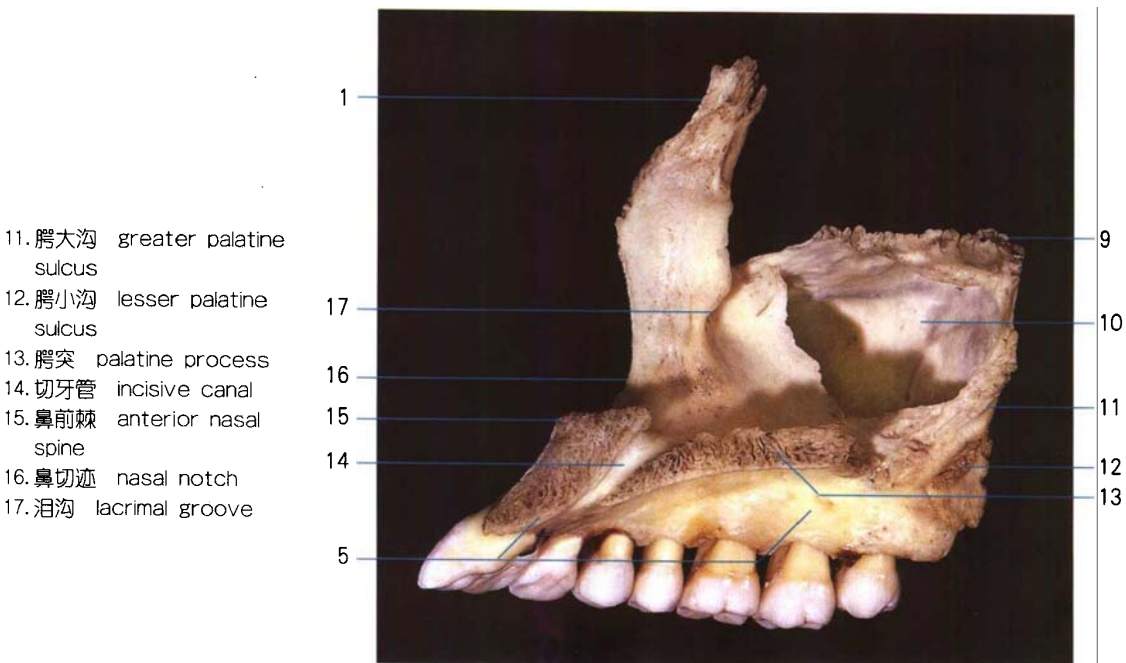 11.腭大沟 greater palatine
sulcus
12.腭小沟 lesser palatine
sulcus
13.腭突 palatine process
14.切牙管 incisive canal
15.鼻前棘 anterior nasal
spine
16.鼻切迹 nasal notch
17.泪沟 lacrimal groove
1
17
16
15
14
5
9
10
11
12
13